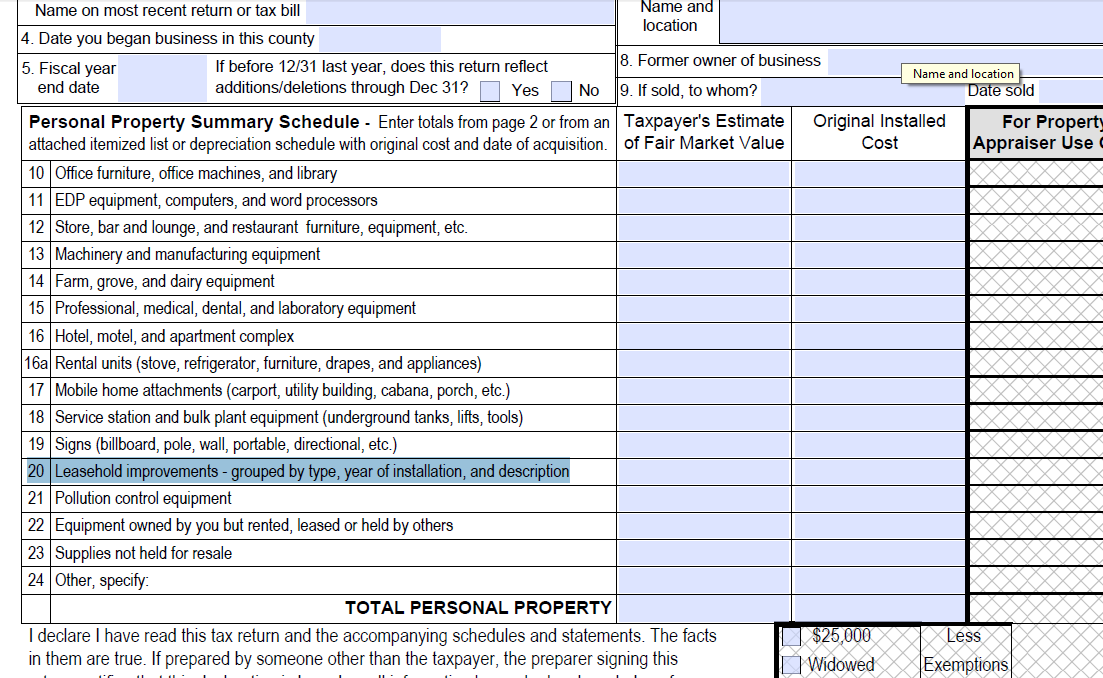 Name on most recent return or tax bill
Name and
location
4. Date you began business in this county
8. Former owner of business
Name and location
5. Fiscal year
end date
If before 12/31 last year, does this return reflect
additions/deletions through Dec 31? Yes No
9. If sold, to whom? Date sold
Personal Property Summary Schedule - Enter totals from page 2 or from an
attached itemized list or depreciation schedule with original cost and date of acquisition.
Taxpayer's Estimate
of Fair Market Value
Original Installed
Cost
For Property
Appraiser Use
10 Office furniture, office machines, and library
11 EDP equipment, computers, and word processors
12 Store, bar and lounge, and restaurant furniture, equipment, etc.
13 Machinery and manufacturing equipment
14 Farm, grove, and dairy equipment
15 Professional, medical, dental, and laboratory equipment
16 Hotel, motel, and apartment complex
16a Rental units (stove, refrigerator, furniture, drapes, and appliances)
17 Mobile home attachments (carport, utility building, cabana, porch, etc.)
18 Service station and bulk plant equipment (underground tanks, lifts, tools)
19 Signs (billboard, pole, wall, portable, directional, etc.)
20 Leasehold improvements - grouped by type, year of installation, and description
21 Pollution control equipment
22 Equipment owned by you but rented, leased or held by others
23 Supplies not held for resale
24 Other, specify:
TOTAL PERSONAL PROPERTY
I declare I have read this tax return and the accompanying schedules and statements. The facts
in them are true. If prepared by someone other than the taxpayer, the preparer signing this
$25,000
Widowed
Less
Exemptions